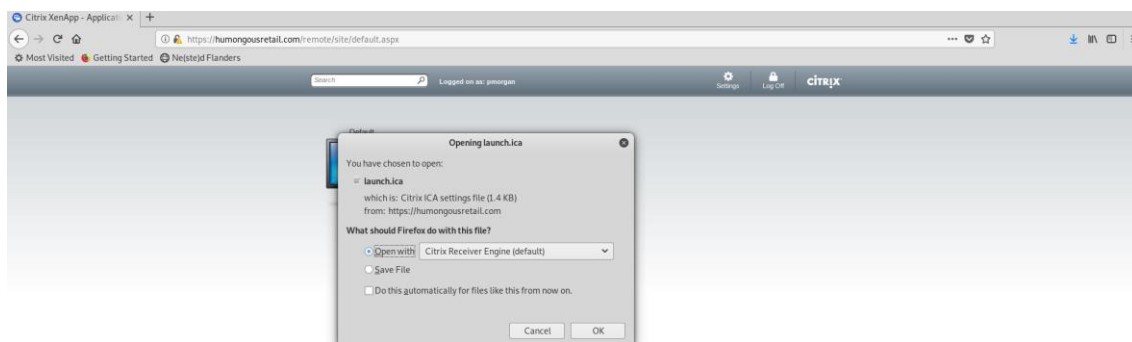 Citrix XenApp - Applicati
https://humongousretail.com/remote/site/default.aspx
Most Visited Getting Started Ne(ste)d Flanders
Search Logged on as: pmorgan Settings Log Off CITRIX
Default
Opening launch.ica
You have chosen to open:
launch.ica
which is: Citrix ICA settings file (1.4 KB)
from: https://humongousretail.com
What should Firefox do with this file?
Open with Citrix Receiver Engine (default)
Save File
Do this automatically for files like this from now on.
Cancel OK